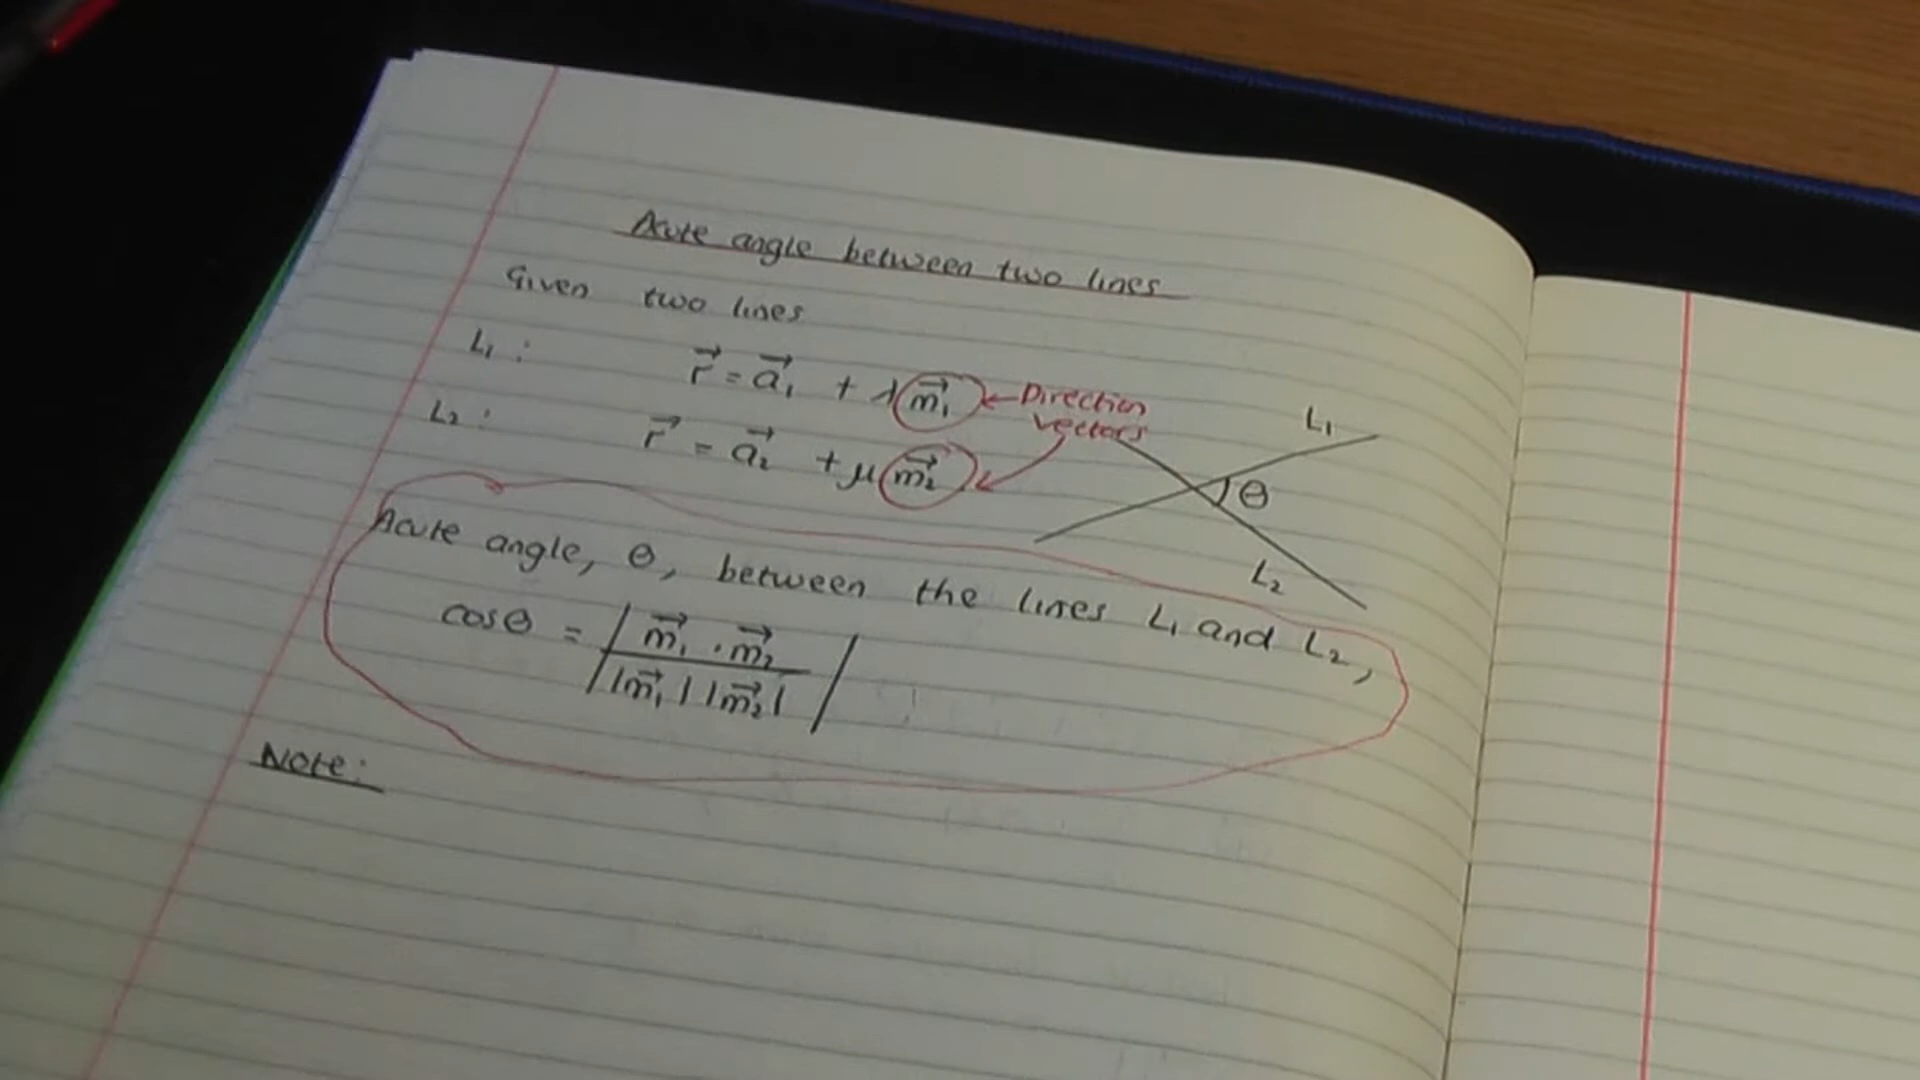 Acute angle between two lines
Given two lines
L₁ : r⃗ = a⃗₁ + λm⃗₁ ← Direction vectors
L₂ : r⃗ = a⃗₂ + μm⃗₂
L₁
θ
L₂
Acute angle, θ, between the lines L₁ and L₂,
cosθ = | m⃗₁ . m⃗₂ / |m⃗₁| |m⃗₂| |
Note: